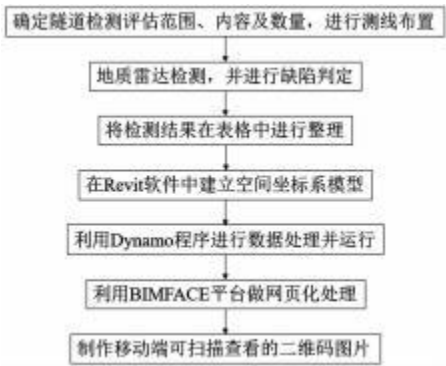 确定隧道检测评估范围、内容及数量，进行测线布置
地质雷达检测，并进行缺陷判定
将检测结果在表格中进行整理
在Revit软件中建立空间坐标系模型
利用Dynamo程序进行数据处理并运行
利用BIMFACE平台做网页化处理
制作移动端可扫描查看的二维码图片